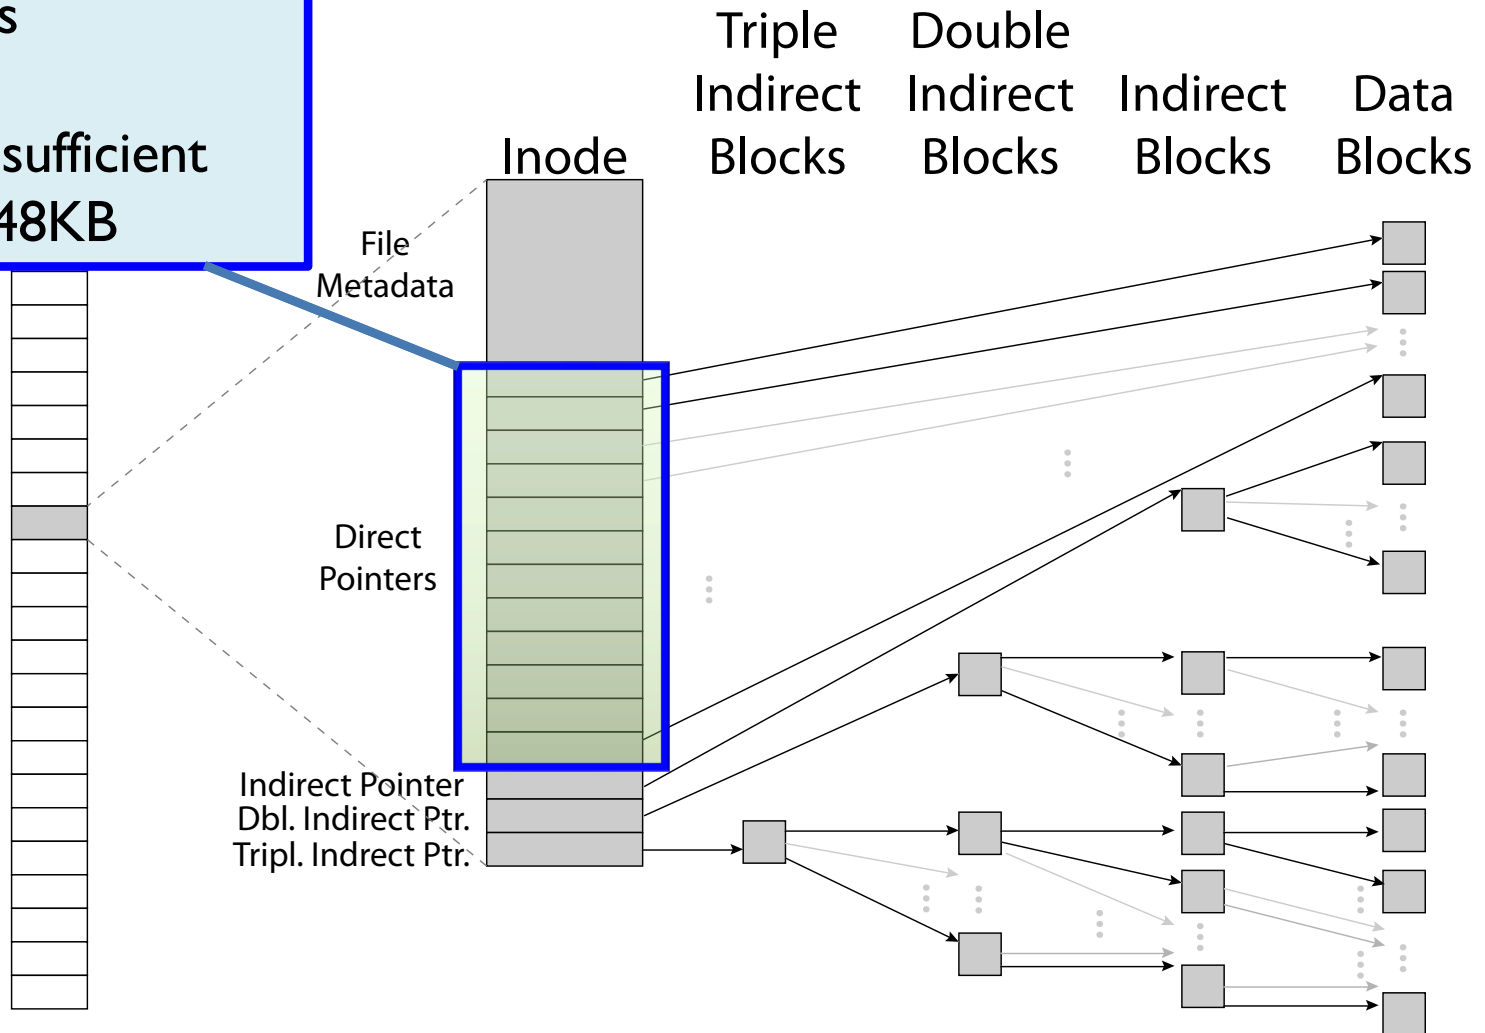 s
sufficient
48KB
Triple
Indirect
Blocks
Double
Indirect
Blocks
Indirect
Blocks
Data
Blocks
Inode
File
Metadata
Direct
Pointers
Indirect Pointer
Dbl. Indirect Ptr.
Tripl. Indrect Ptr.